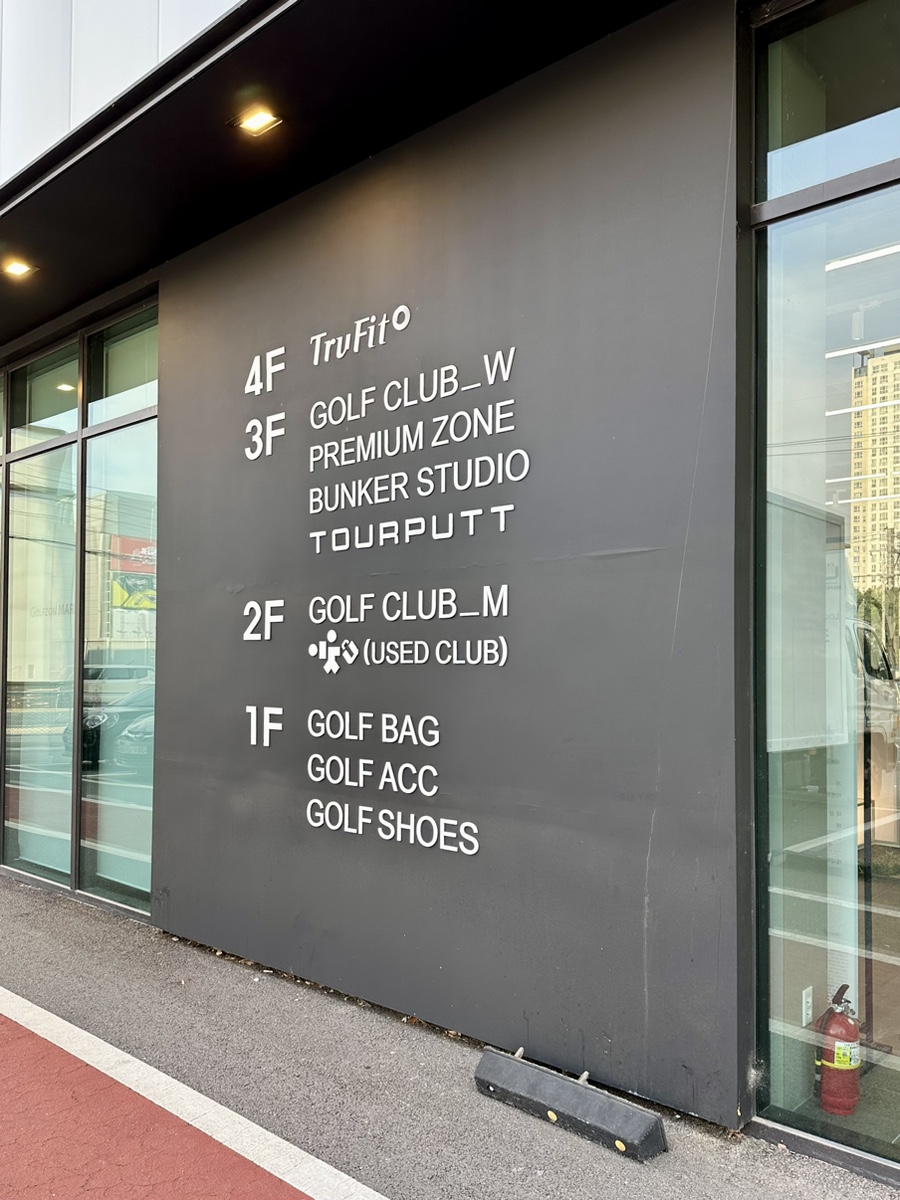 4F TruFit
3F GOLF CLUB_W
PREMIUM ZONE
BUNKER STUDIO
TOURPUTT
2F GOLF CLUB_M
(USED CLUB)
1F GOLF BAG
GOLF ACC
GOLF SHOES